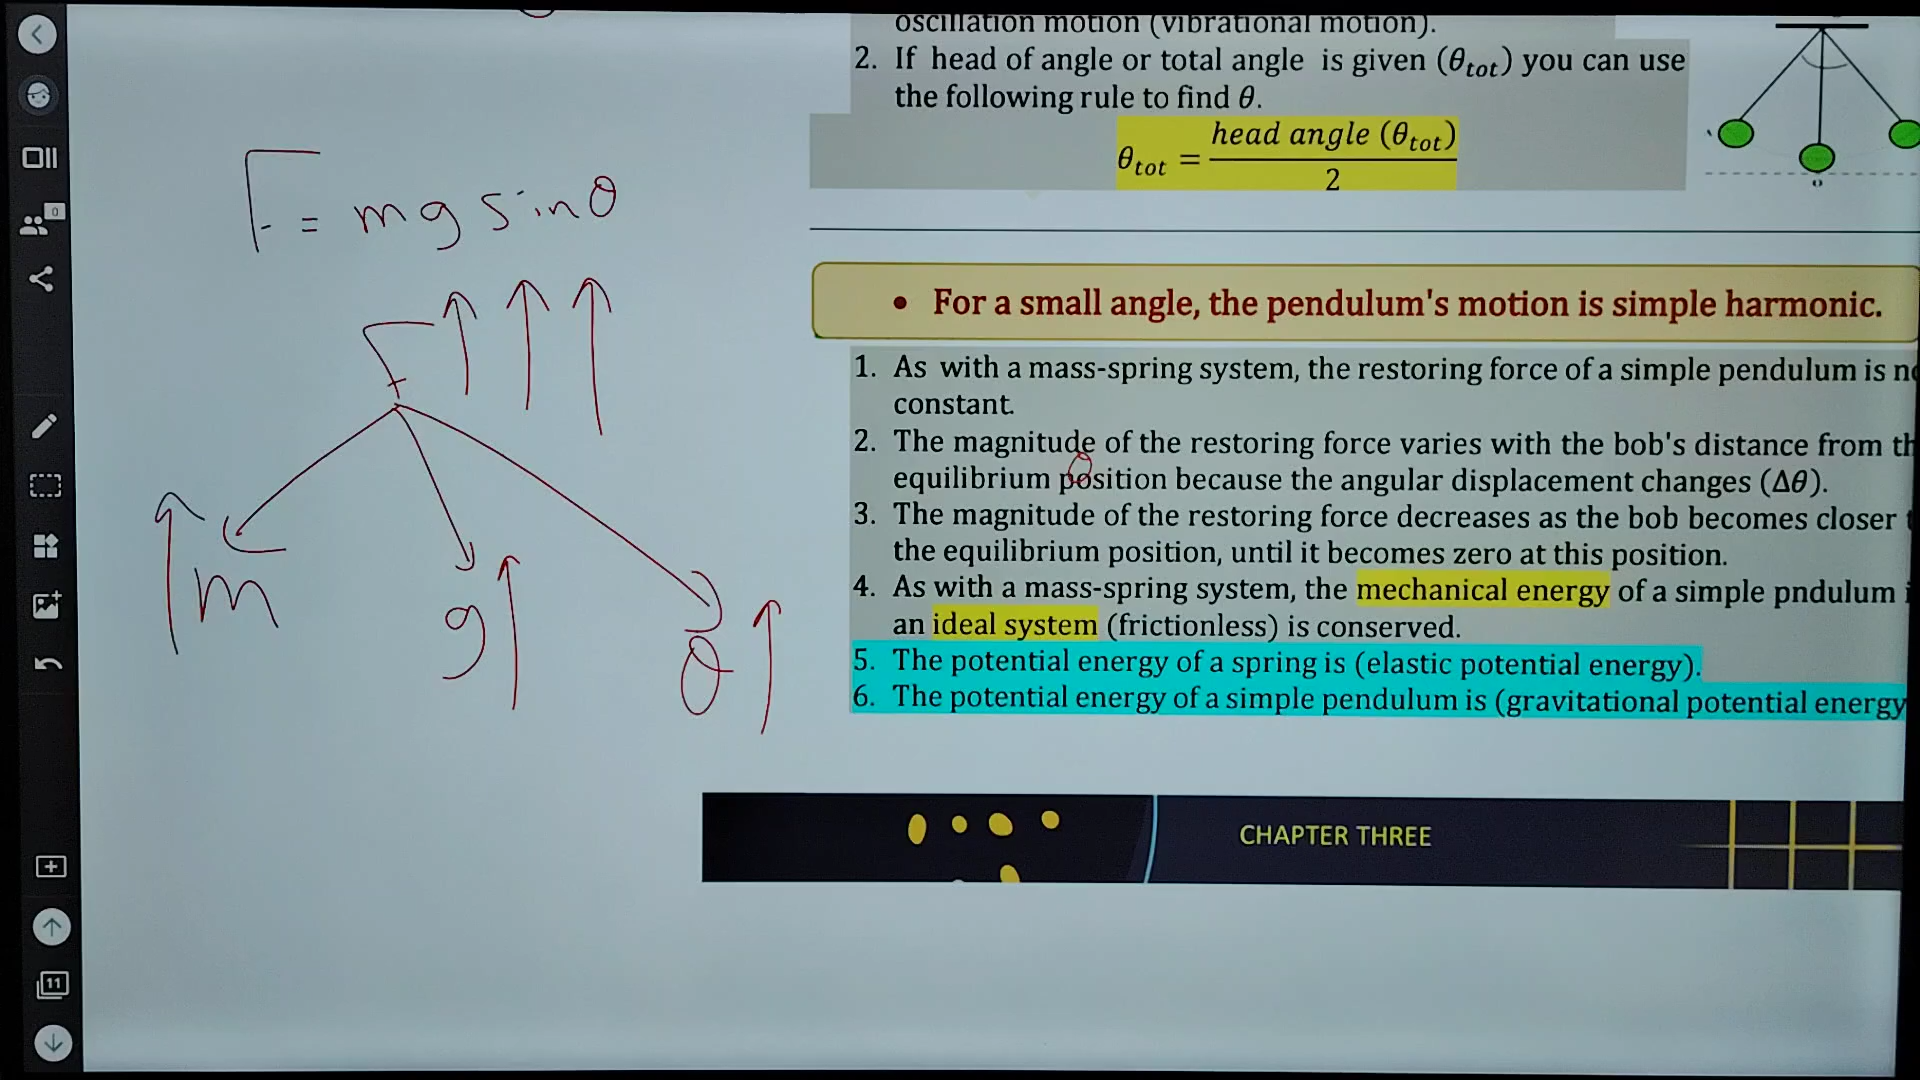 oscillation motion (vibrational motion).
2. If head of angle or total angle is given (θtot) you can use
the following rule to find θ.
θtot = head angle (θtot) / 2
o
F = mg sinθ
F
m
g
θ
• For a small angle, the pendulum's motion is simple harmonic.
1. As with a mass-spring system, the restoring force of a simple pendulum is
constant.
2. The magnitude of the restoring force varies with the bob's distance from
θ
equilibrium position because the angular displacement changes (Δθ).
3. The magnitude of the restoring force decreases as the bob becomes closer
the equilibrium position, until it becomes zero at this position.
4. As with a mass-spring system, the mechanical energy of a simple pndulum
an ideal system (frictionless) is conserved.
5. The potential energy of a spring is (elastic potential energy).
6. The potential energy of a simple pendulum is (gravitational potential energy
CHAPTER THREE
0
11